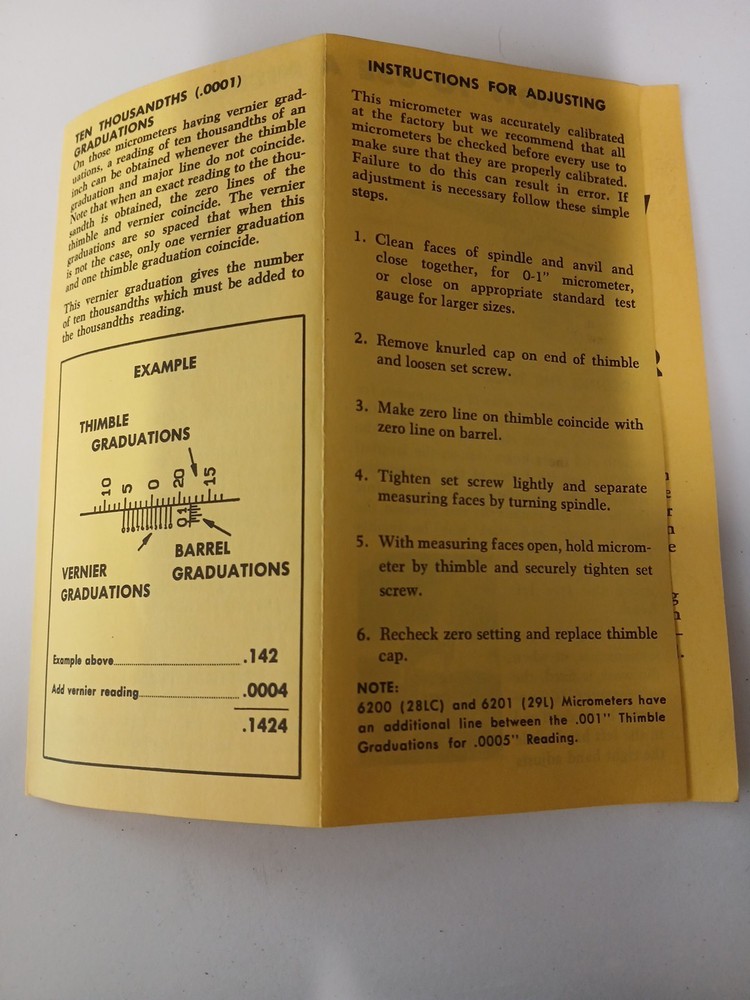 TEN THOUSANDTHS (.0001)
GRADUATIONS
On those micrometers having vernier grad-
uations, a reading of ten thousandths of an
inch can be obtained whenever the thimble
graduation and major line do not coincide.
Note that when an exact reading to the thou-
sandth is obtained, the zero lines of the
thimble and vernier coincide. The vernier
graduations are so spaced that when this
is not the case, only one vernier graduation
and one thimble graduation coincide.
This vernier graduation gives the number
of ten thousandths which must be added to
the thousandths reading.
EXAMPLE
THIMBLE
GRADUATIONS
10 5 0 20 15
0 1
VERNIER
GRADUATIONS
BARREL
GRADUATIONS
Example above .142
Add vernier reading .0004
.1424
INSTRUCTIONS FOR ADJUSTING
This micrometer was accurately calibrated
at the factory but we recommend that all
micrometers be checked before every use to
make sure that they are properly calibrated.
Failure to do this can result in error. If
adjustment is necessary follow these simple
steps.
1. Clean faces of spindle and anvil and
close together, for 0-1" micrometer,
or close on appropriate standard test
gauge for larger sizes.
2. Remove knurled cap on end of thimble
and loosen set screw.
3. Make zero line on thimble coincide with
zero line on barrel.
4. Tighten set screw lightly and separate
measuring faces by turning spindle.
5. With measuring faces open, hold microm-
eter by thimble and securely tighten set
screw.
6. Recheck zero setting and replace thimble
cap.
NOTE:
6200 (28LC) and 6201 (29L) Micrometers have
an additional line between the .001" Thimble
Graduations for .0005" Reading.